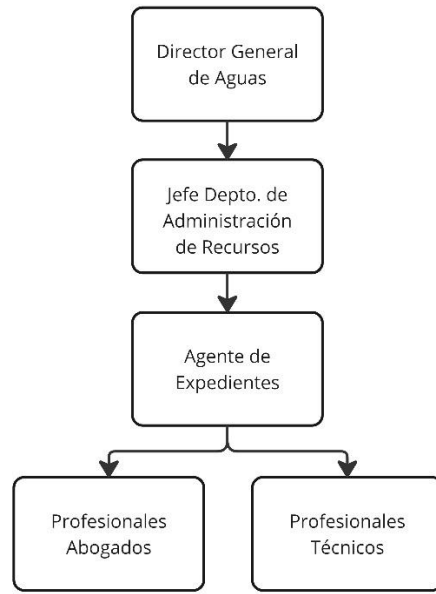 Director General
de Aguas
Jefe Depto. de
Administración
de Recursos
Agente de
Expedientes
Profesionales
Abogados
Profesionales
Técnicos